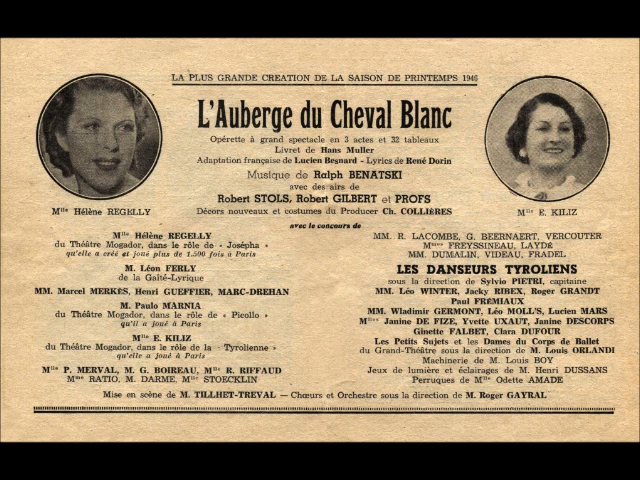 LA PLUS GRANDE CREATION DE LA SAISON DE PRINTEMPS 1946
L'Auberge du Cheval Blanc
Opérette à grand spectacle en 3 actes et 32 tableaux
Livret de Hans Muller
Adaptation française de Lucien Besnard - Lyrics de René Dorin
Musique de Ralph BENATSKI
avec des airs de
Robert STOLS, Robert GILBERT et PROFS
Décors nouveaux et costumes du Producer Ch. COLLIÈRES
Mlle Hélène REGELLY
Mlle E. KILIZ
avec le concours de
Mlle Hélène REGELLY
du Théâtre Mogador, dans le rôle de « Josépha »
qu'elle a créé et joué plus de 1.500 fois à Paris
M. Léon FERLY
de la Gaîté-Lyrique
MM. Marcel MERKÈS, Henri GUEFFIER, MARC-DREHAN
M. Paulo MARNIA
du Théâtre Mogador, dans le rôle de « Picollo »
qu'il a joué à Paris
Mlle E. KILIZ
du Théâtre Mogador, dans le rôle de la « Tyrolienne »
qu'elle a joué à Paris
Mlle P. MERVAL, M. G. BOIREAU, Mlle R. RIFFAUD
Mme RATIO, M. DARME, Mlle STOECKLIN
MM. R. LACOMBE, G. BEERNAERT, VERCOUTER
Mmes FREYSSINEAU, LAYDÉ
MM. DUMALIN, VIDEAU, FRADEL
LES DANSEURS TYROLIENS
sous la direction de Sylvio PIETRI, capitaine
MM. Léo WINTER, Jacky RIBEX, Roger GRANDT
Paul FREMIAUX
MM. Wladimir GERMONT, Léo MOLL'S, Lucien MARS
Mlles Janine DE FIZE, Yvette UXAUT, Janine DESCORPS
Ginette FALBET, Clara DUFOUR
Les Petits Sujets et les Dames du Corps de Ballet
du Grand-Théâtre sous la direction de M. Louis ORLANDI
Machinerie de M. Louis BOY
Jeux de lumière et éclairages de M. Henri DUSSANS
Perruques de Mlle Odette AMADE
Mise en scène de M. TILLHET-TREVAL — Chœurs et Orchestre sous la direction de M. Roger GAYRAL